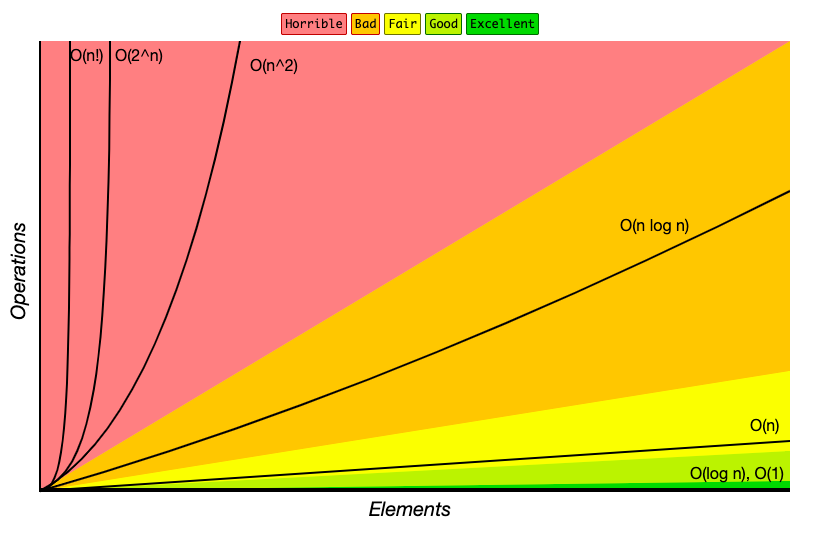 Horrible Bad Fair Good Excellent
O(n!) O(2^n)
O(n^2)
O(n log n)
Operations
O(n)
O(log n), O(1)
Elements